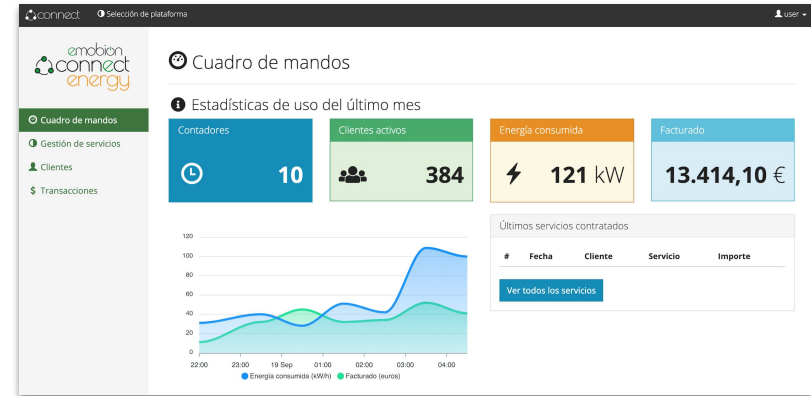 connect Selección de plataforma user
emobion
connect
energy
Cuadro de mandos
Gestión de servicios
Clientes
$ Transacciones
Cuadro de mandos
Estadísticas de uso del último mes
Contadores
10
Clientes activos
384
Energía consumida
121 kW
Facturado
13.414,10 €
120
100
80
60
40
20
0
22:00 23:00 19 Sep 01:00 02:00 03:00 04:00
Energía consumida (kW/h) Facturado (euros)
Últimos servicios contratados
# Fecha Cliente Servicio Importe
Ver todos los servicios